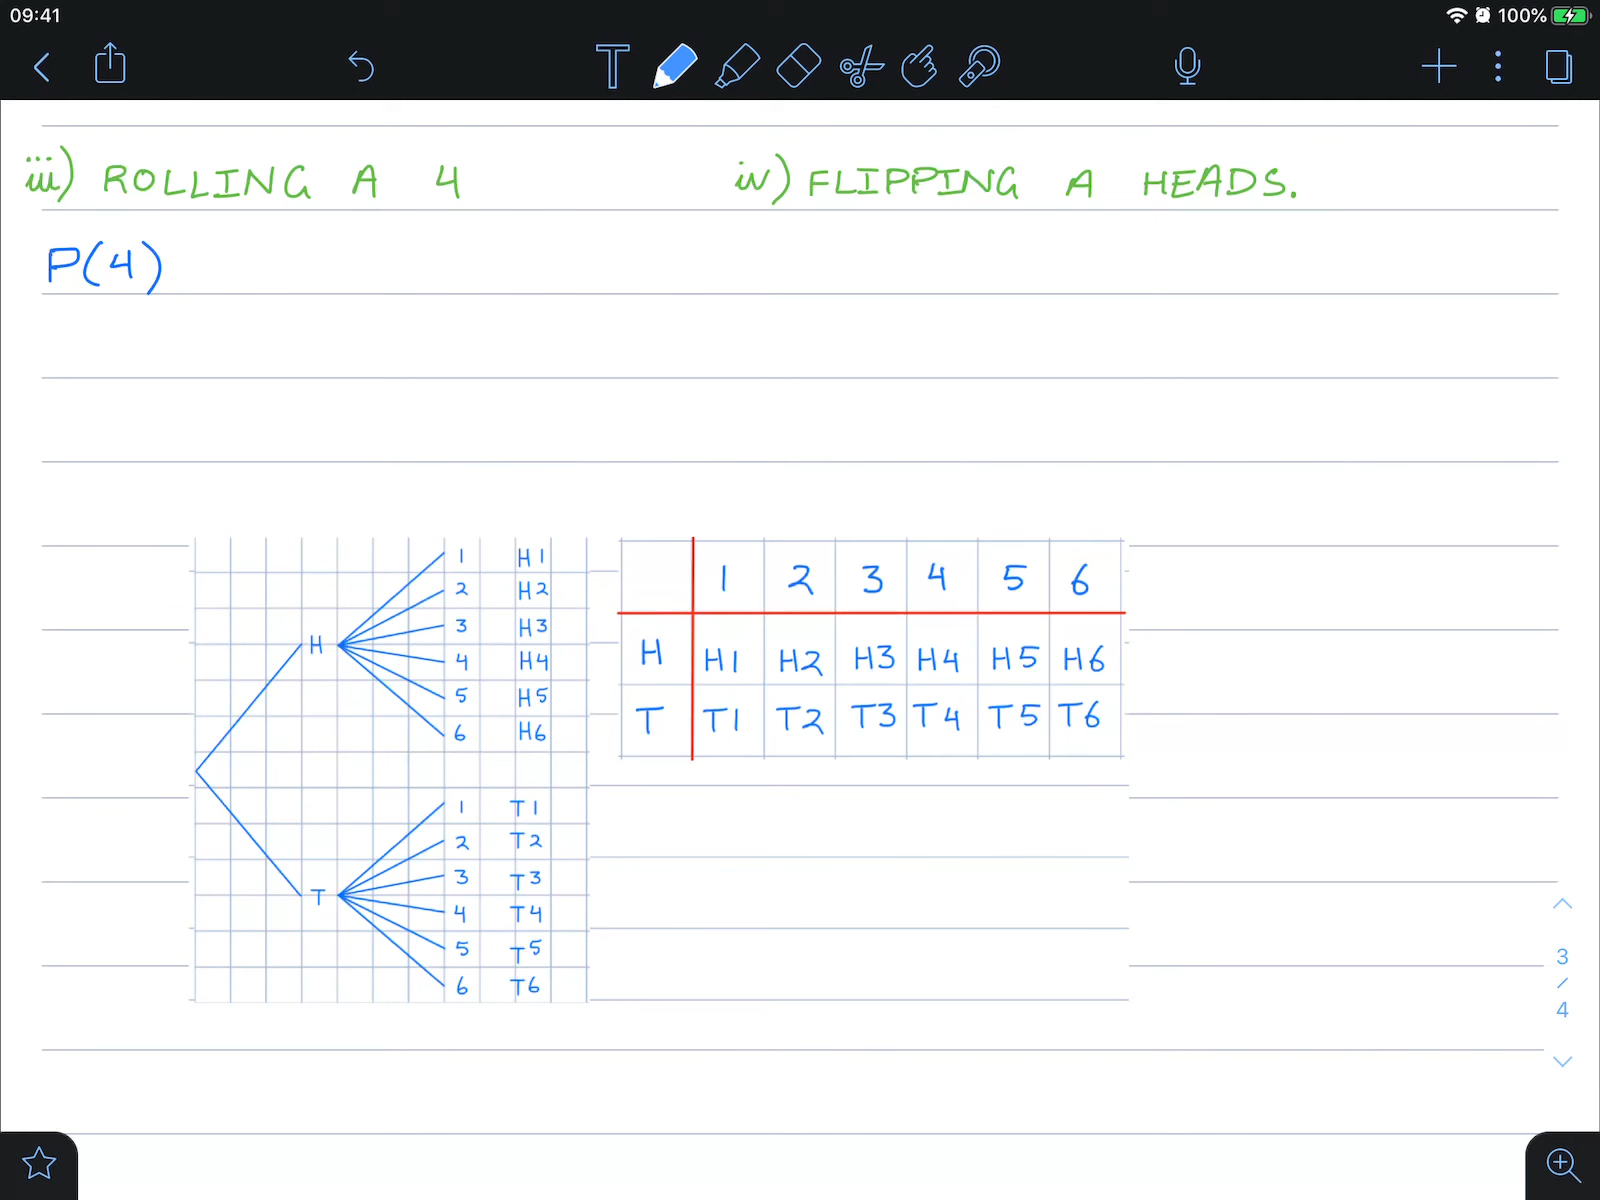 09:41 100%
iii) ROLLING A 4 iv) FLIPPING A HEADS.
P(4)
1 H1
2 H2
3 H3
H 4 H4
5 H5
6 H6
1 T1
2 T2
3 T3
T 4 T4
5 T5
6 T6
1 2 3 4 5 6
H H1 H2 H3 H4 H5 H6
T T1 T2 T3 T4 T5 T6
3
/
4